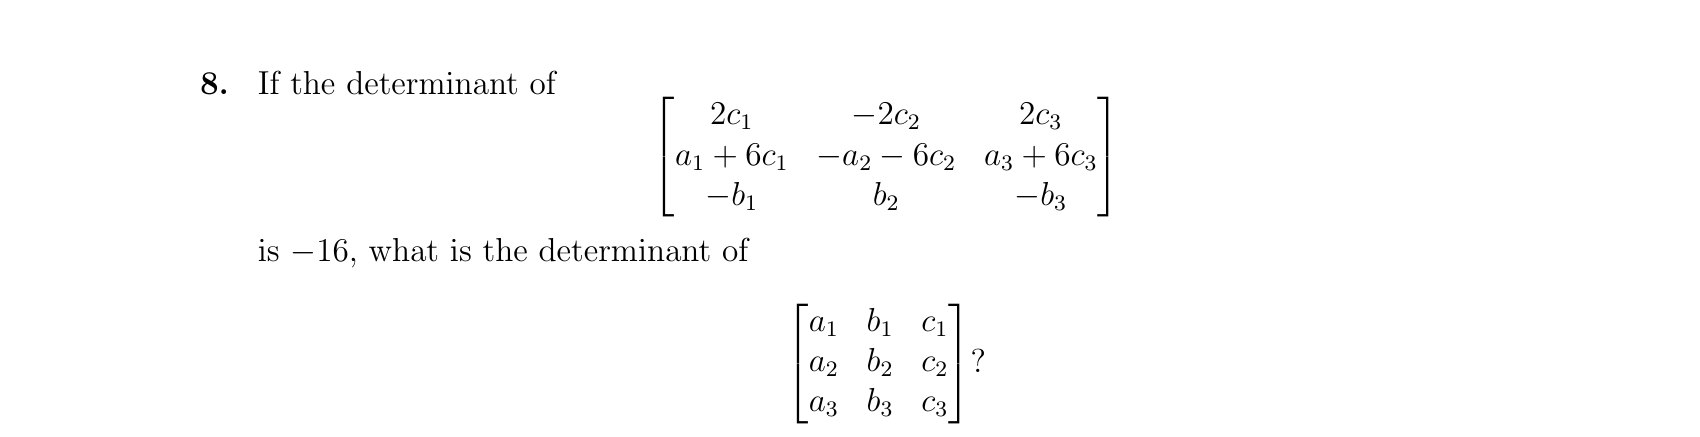 8. If the determinant of
2c₁ −2c₂ 2c₃
a₁ + 6c₁ −a₂ − 6c₂ a₃ + 6c₃
−b₁ b₂ −b₃
is −16, what is the determinant of
a₁ b₁ c₁
a₂ b₂ c₂ ?
a₃ b₃ c₃